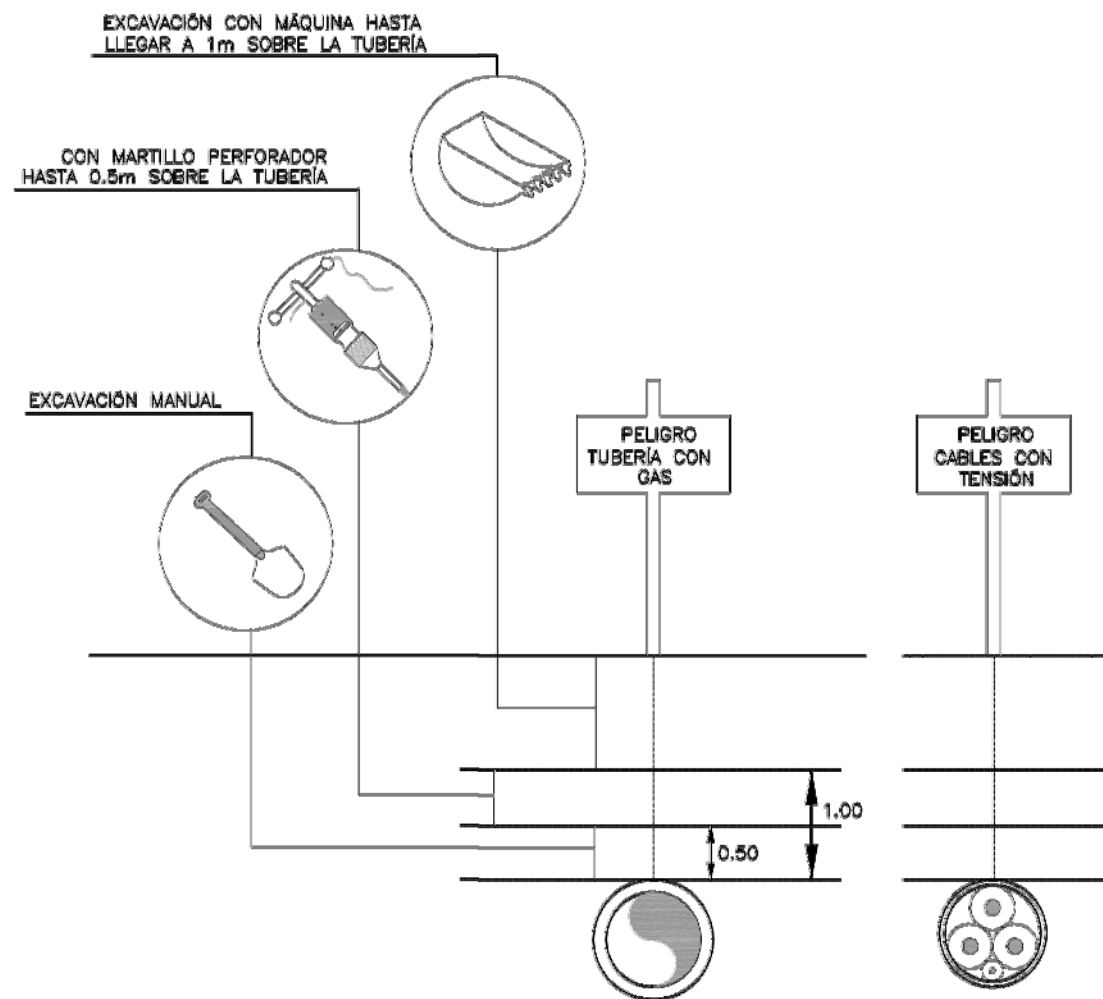 EXCAVACIÓN CON MÁQUINA HASTA
LLEGAR A 1m SOBRE LA TUBERÍA
CON MARTILLO PERFORADOR
HASTA 0.5m SOBRE LA TUBERÍA
EXCAVACIÓN MANUAL
PELIGRO
TUBERÍA CON
GAS
PELIGRO
CABLES CON
TENSIÓN
1.00
0.50